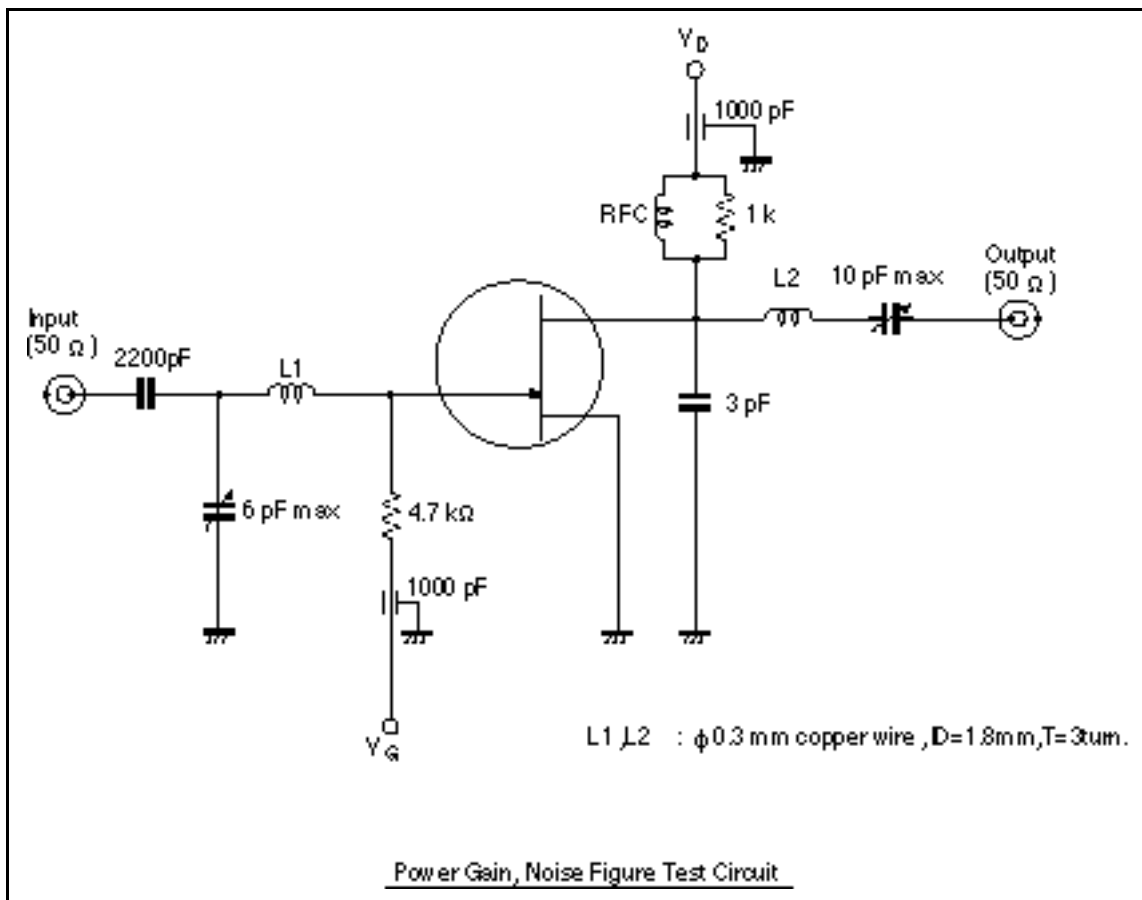 V D
1000 pF
RFC
1 k
Output
(50 Ω)
L2
10 pF max
Input
(50 Ω)
2200pF
L1
3 pF
6 pF max
4.7 kΩ
1000 pF
V G
L1,L2 : ϕ0.3 mm copper wire ,ID=1.8mm,T=3turn.
Power Gain, Noise Figure Test Circuit